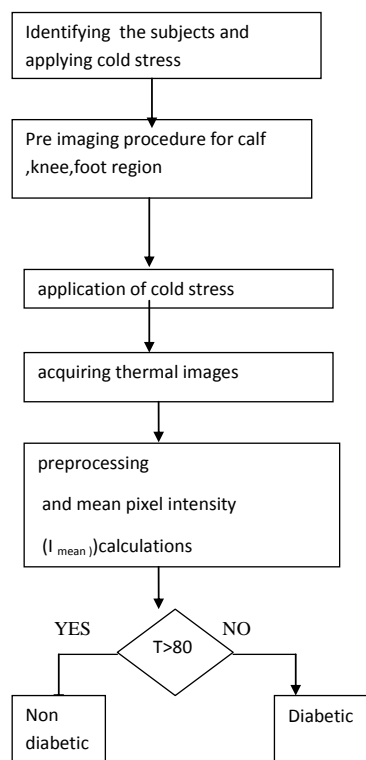 Identifying the subjects and
applying cold stress
Pre imaging procedure for calf
,knee,foot region
application of cold stress
acquiring thermal images
preprocessing
and mean pixel intensity
(I mean ))calculations
YES
NO
T>80
Non
diabetic
Diabetic